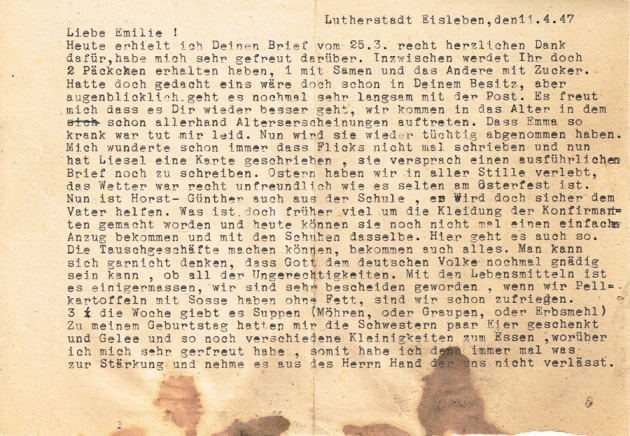 Lutherstadt Eisleben,den11.4.47
Liebe Emilie !
Heute erhielt ich Deinen Brief vom 25.3. recht herzlichen Dank
dafür,habe mich sehr gefreut darüber. Inzwischen werdet Ihr doch
2 Päckchen erhalten haben, 1 mit Samen und das Andere mit Zucker.
Hatte doch gedacht eins wäre doch schon in Deinem Besitz, aber
augenblicklich geht es nochmal sehr langsam mit der Post. Es freut
mich dass es Dir wieder besser geht, wir kommen in das Alter in dem
sich schon allerhand Alterserscheinungen auftreten. Dass Emma so
krank war tut mir leid. Nun wird sie wieder tüchtig abgenommen haben.
Mich wunderte schon immer dass Flicks nicht mal schrieben und nun
hat Liesel eine Karte geschrieben , sie versprach einen ausführlichen
Brief noch zu schreiben. Ostern haben wir in aller Stille verlebt,
das Wetter war recht unfreundlich wie es selten am Osterfest ist.
Nun ist Horst- Günther auch aus der Schule , er Wird doch sicher dem
Vater helfen. Was ist doch früher viel um die Kleidung der Konfirman=
ten gemacht worden und heute können sie noch nicht mal einen einfachen
Anzug bekommen und mit den Schuhen dasselbe. Hier geht es auch so.
Die Tauschgeschäfte machen können, bekommen auch alles. Man kann
sich garnicht denken, dass Gott dem deutschen Volke nochmal gnädig
sein kann , ob all der Ungerechtigkeiten. Mit den Lebensmitteln ist
es einigermassen, wir sind sehr bescheiden geworden , wenn wir Pell=
kartoffeln mit Sosse haben ohne Fett, sind wir schon zufrieden.
3 x die Woche giebt es Suppen (Möhren, oder Graupen, oder Erbsmehl)
Zu meinem Geburtstag hatten mir die Schwestern paar Eier geschenkt
und Gelee und so noch verschiedene Kleinigkeiten zum Essen ,worüber
ich mich sehr gerfreut habe , somit habe ich denn immer mal was
zur Stärkung und nehme es aus des Herrn Hand der uns nicht verlässt.